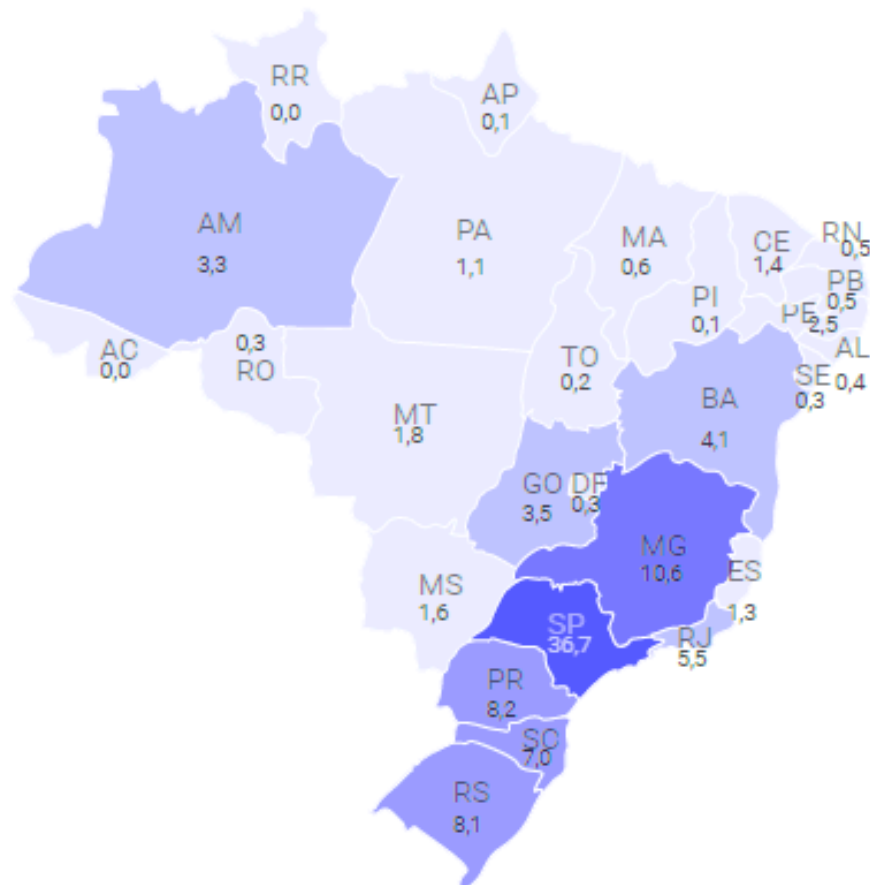 RR
0,0
AP
0,1
AM
3,3
PA
1,1
MA
0,6
CE
1,4
RN
0,5
PB
0,5
PI
0,1
PE
2,5
AL
0,4
SE
0,3
AC
0,0
0,3
RO
TO
0,2
MT
1,8
BA
4,1
GO
3,5
DF
0,3
MG
10,6
ES
1,3
MS
1,6
SP
36,7
RJ
5,5
PR
8,2
SC
7,0
RS
8,1